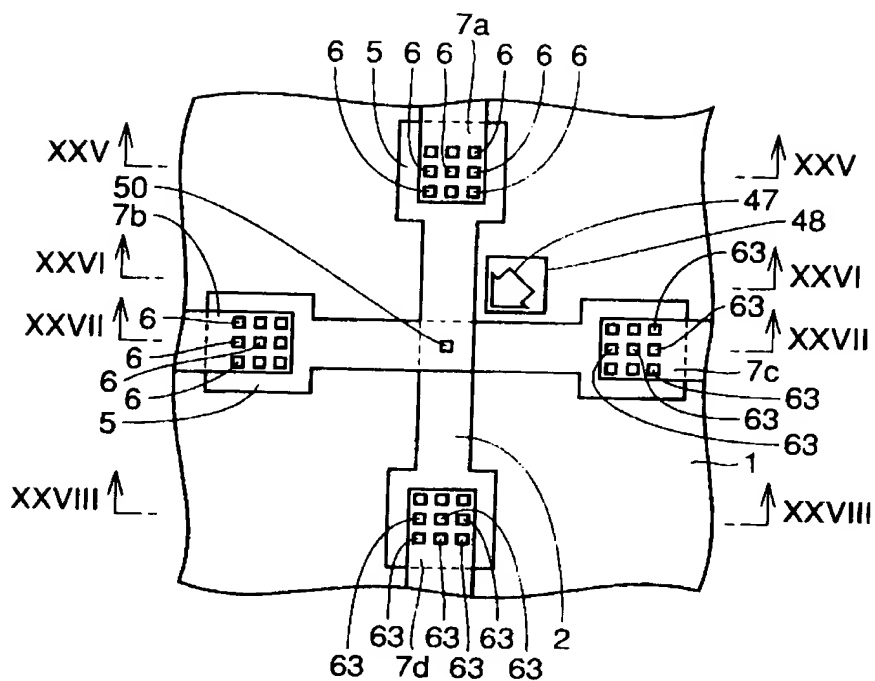 7a
6 5 6 6 6 6 6
XXV XXV
50 47
7b 48
XXVI 63 XXVI
63
XXVII XXVII
6
6 7c
6 63
6 63
5 63
1
XXVIII XXVIII
63 63 63 2
63 7d 63 63